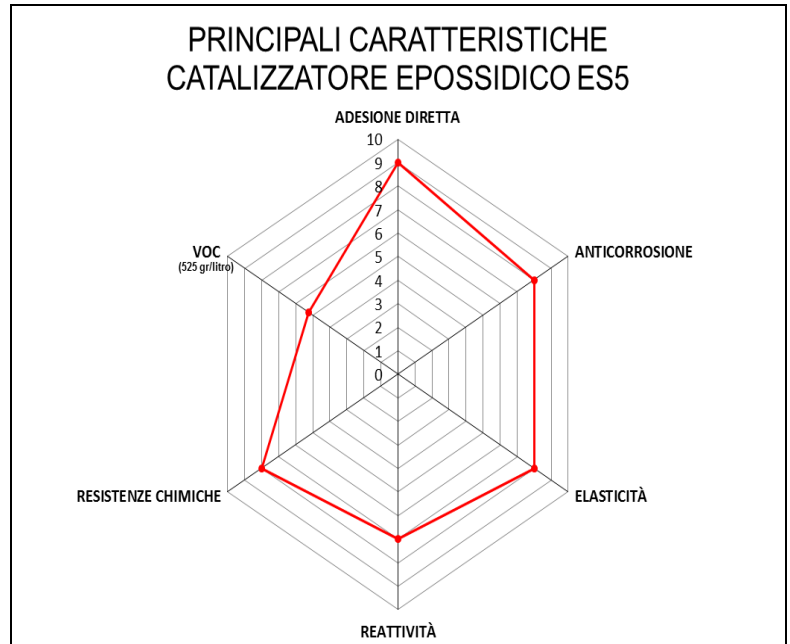 PRINCIPALI CARATTERISTICHE
CATALIZZATORE EPOSSIDICO ES5
ADESIONE DIRETTA
10
9
8
7
6
5
4
3
2
1
0
VOC
(525 gr/litro)
ANTICORROSIONE
RESISTENZE CHIMICHE
ELASTICITÀ
REATTIVITÀ